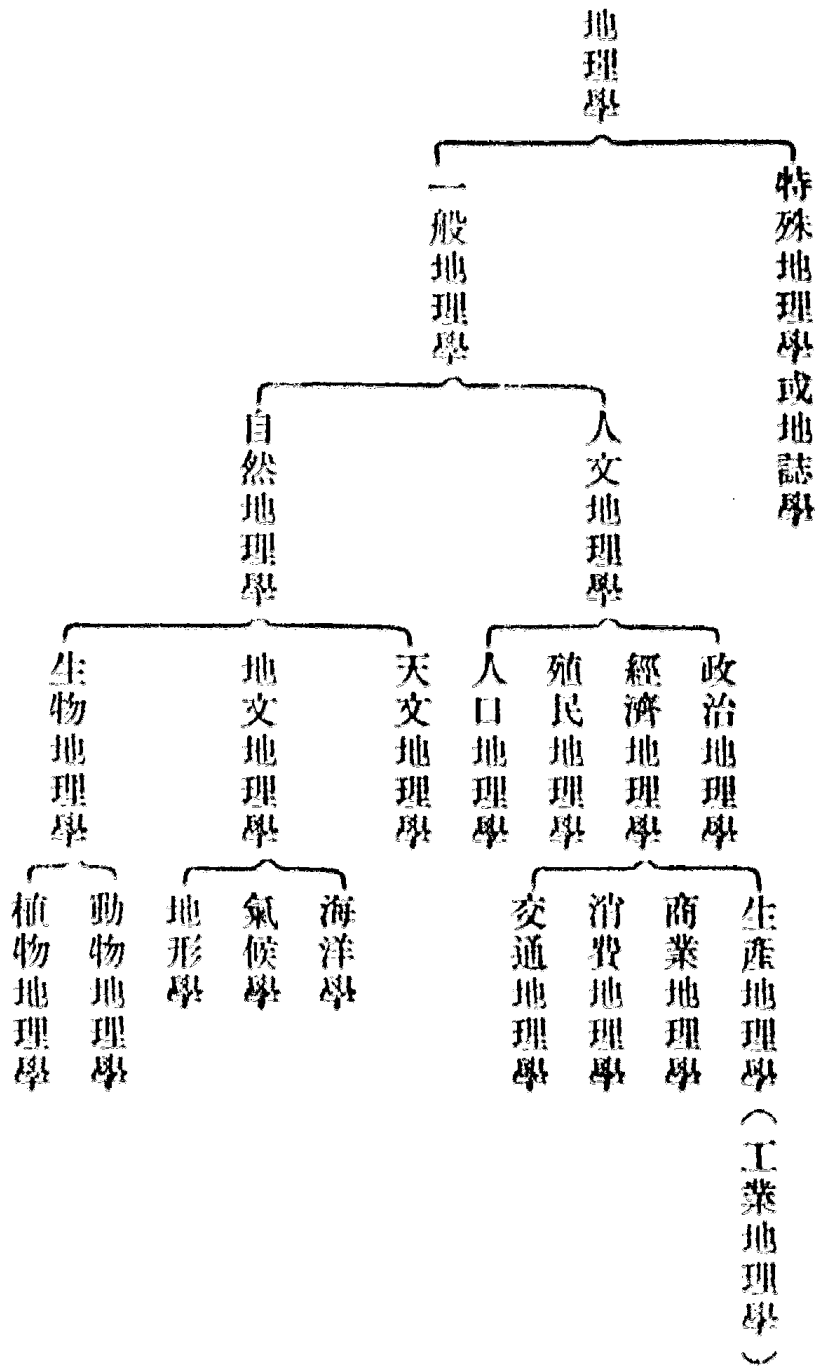 地理學
特殊地理學或地誌學
一般地理學
人文地理學
自然地理學
政治地理學
經濟地理學
殖民地理學
人口地理學
天文地理學
地文地理學
生物地理學
生產地理學（工業地理學）
商業地理學
消費地理學
交通地理學
海洋學
氣候學
地形學
動物地理學
植物地理學